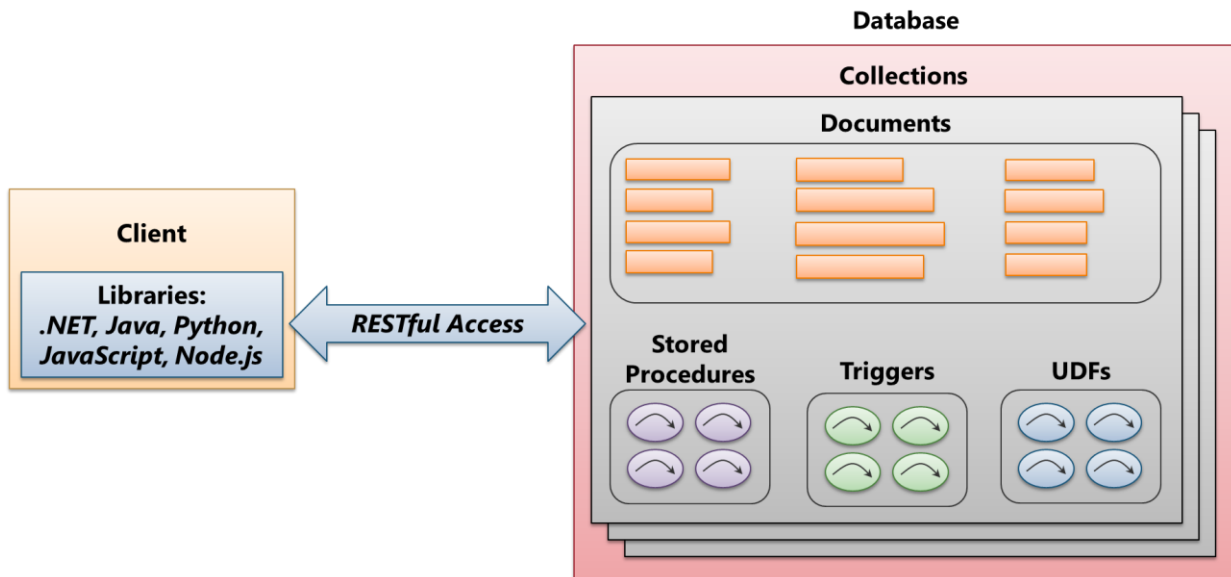 Database
Collections
Documents
Client
Libraries:
.NET, Java, Python,
JavaScript, Node.js
RESTful Access
Stored
Procedures
Triggers
UDFs